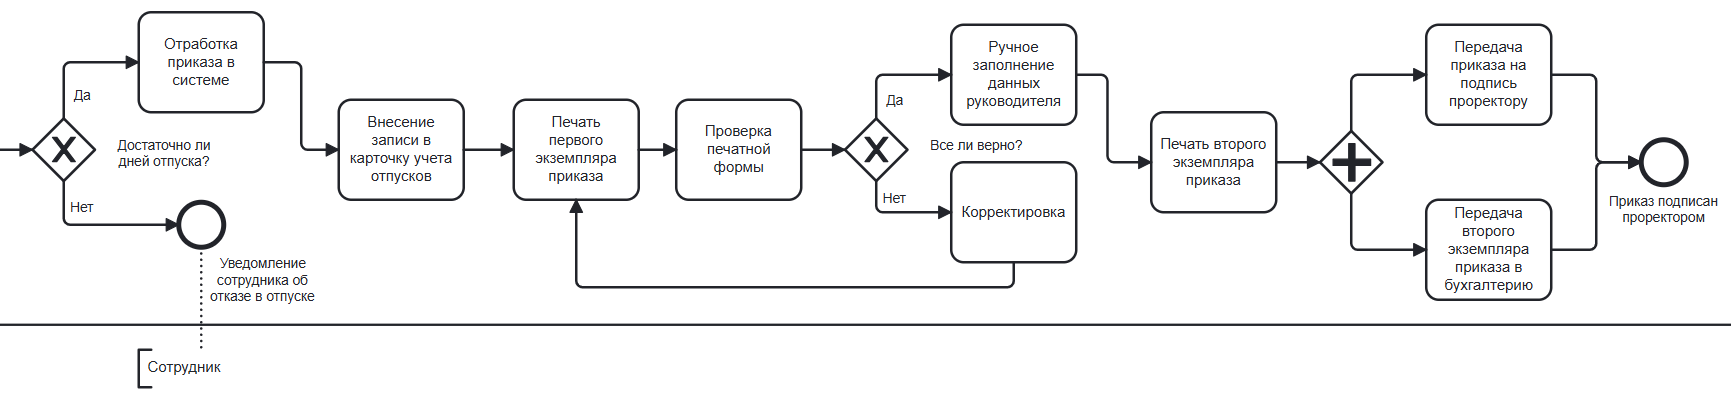 Отработка
приказа в
системе
Да
Достаточно ли
дней отпуска?
Нет
Уведомление
сотрудника об
отказе в отпуске
Сотрудник
Внесение
записи в
карточку учета
отпусков
Печать
первого
экземпляра
приказа
Проверка
печатной
формы
Да
Все ли верно?
Нет
Ручное
заполнение
данных
руководителя
Корректировка
Печать второго
экземпляра
приказа
Передача
приказа на
подпись
проректору
Передача
второго
экземпляра
приказа в
бухгалтерию
Приказ подписан
проректором